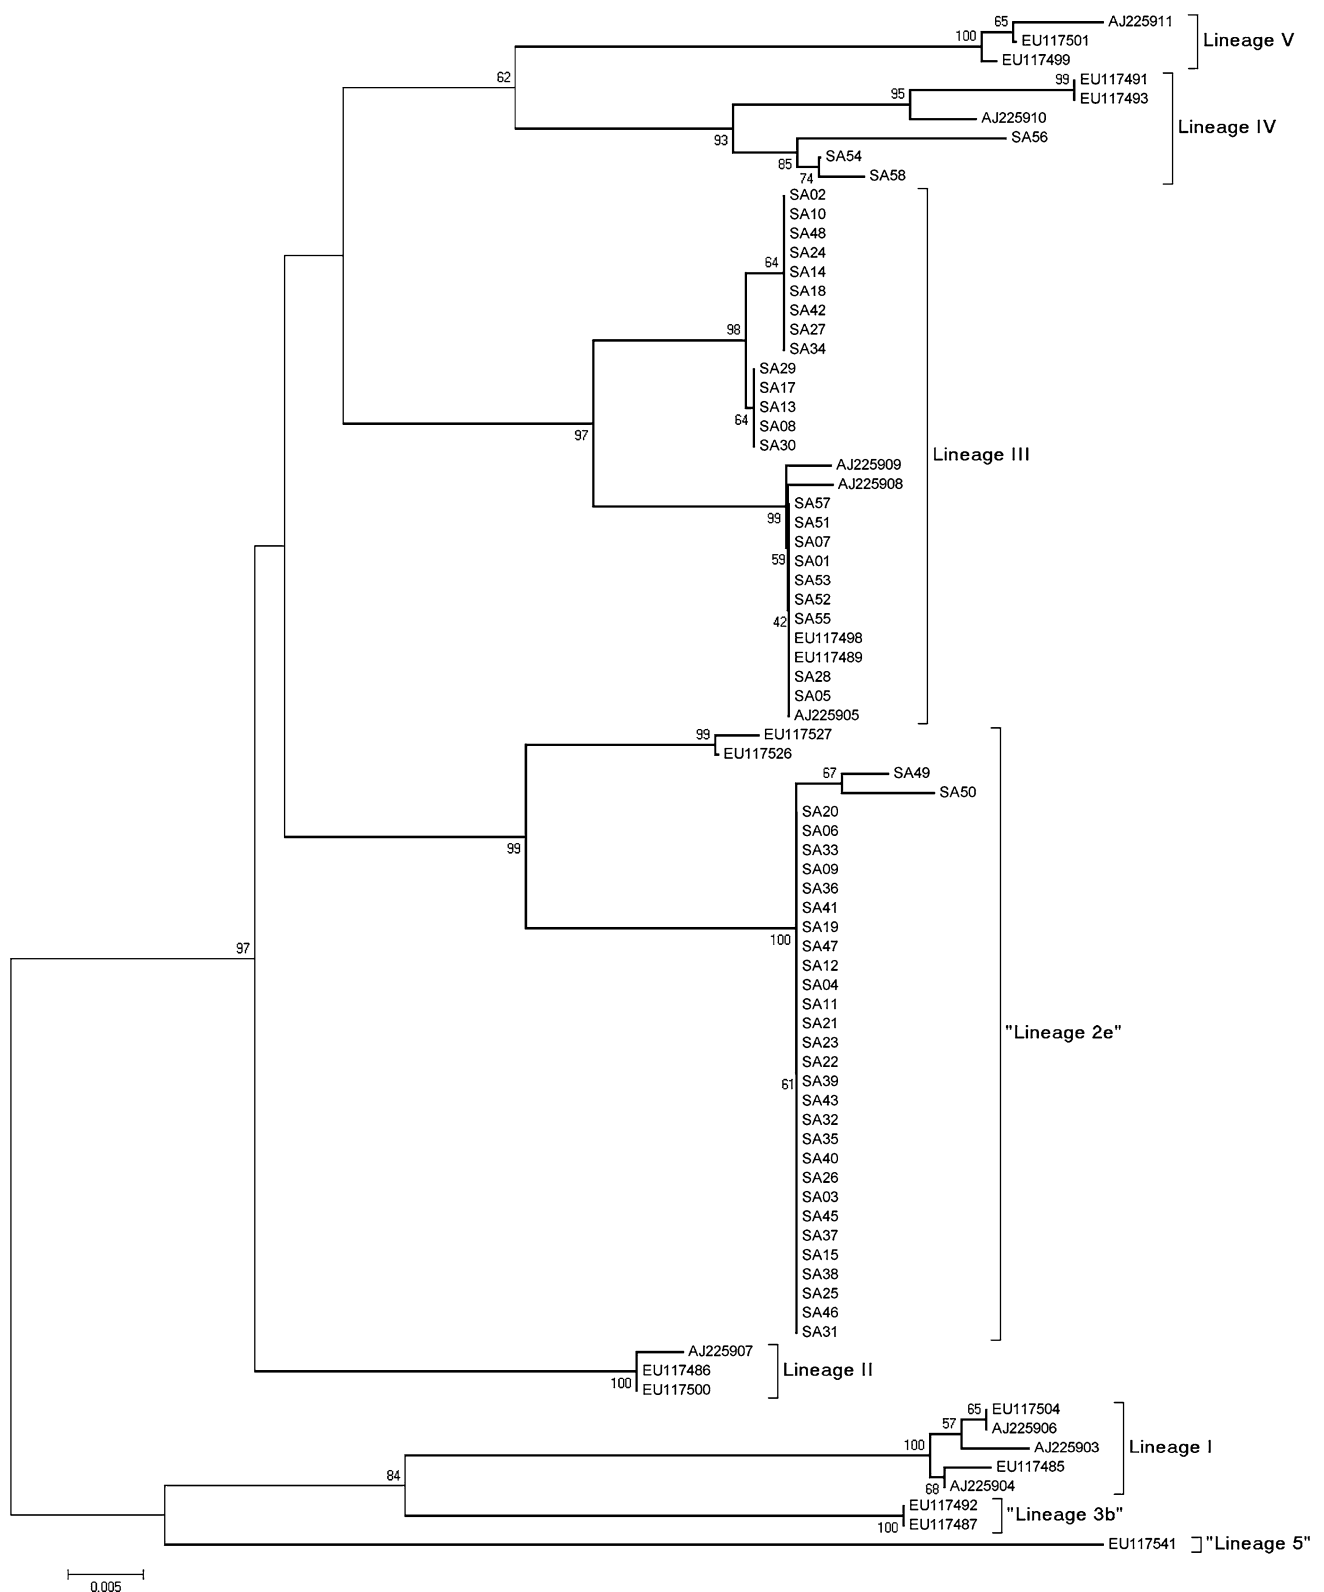 65 AJ225911
100 EU117501 Lineage V
EU117499
62
99 EU117491
95 EU117493
AJ225910 Lineage IV
93 SA56
85 SA54
74 SA58
SA02
SA10
SA48
SA24
64 SA14
SA18
SA42
98 SA27
SA34
SA29
SA17
SA13
64 SA08
97 SA30
Lineage III
AJ225909
AJ225908
SA57
99 SA51
SA07
59 SA01
SA53
SA52
42 SA55
EU117498
EU117489
SA28
SA05
AJ225905
99 EU117527
EU117526
67 SA49
SA50
SA20
SA06
99 SA33
SA09
SA36
SA41
SA19
100
97 SA47
SA12
SA04
SA11
SA21
SA23 "Lineage 2e"
SA22
61 SA39
SA43
SA32
SA35
SA40
SA26
SA03
SA45
SA37
SA15
SA38
SA25
SA46
SA31
AJ225907
EU117486 Lineage II
100 EU117500
65 EU117504
57 AJ225906
100 AJ225903 Lineage I
84 EU117485
68 AJ225904
EU117492 "Lineage 3b"
100 EU117487
EU117541 "Lineage 5"
0.005